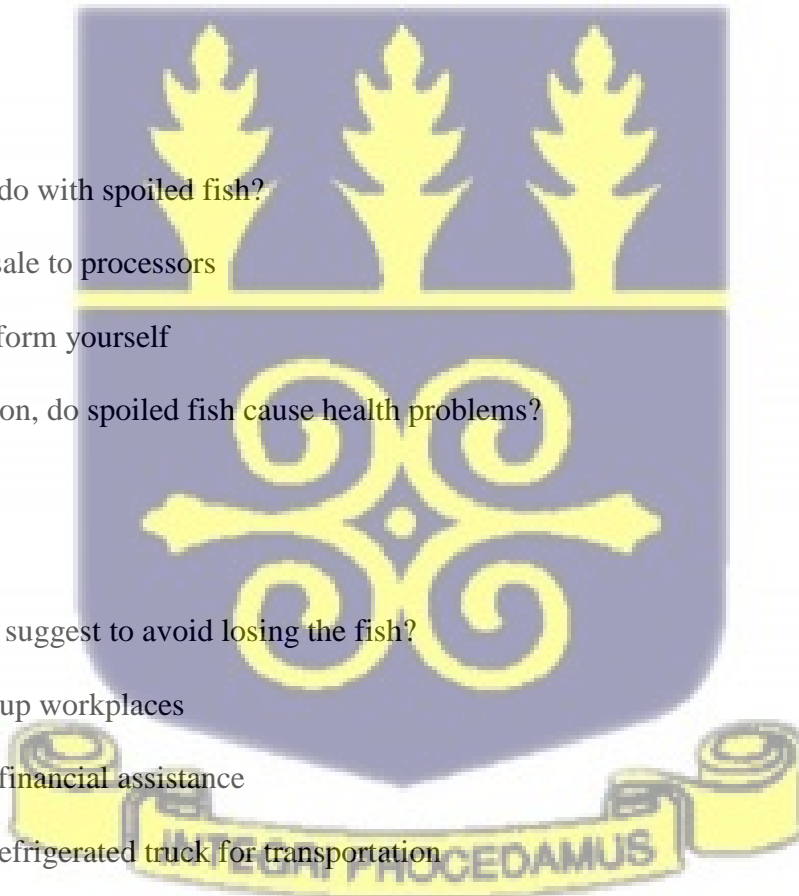 do with spoiled fish?
sale to processors
form yourself
on, do spoiled fish cause health problems?
suggest to avoid losing the fish?
up workplaces
financial assistance
refrigerated truck for transportation
INTEGRI PROCEDAMUS